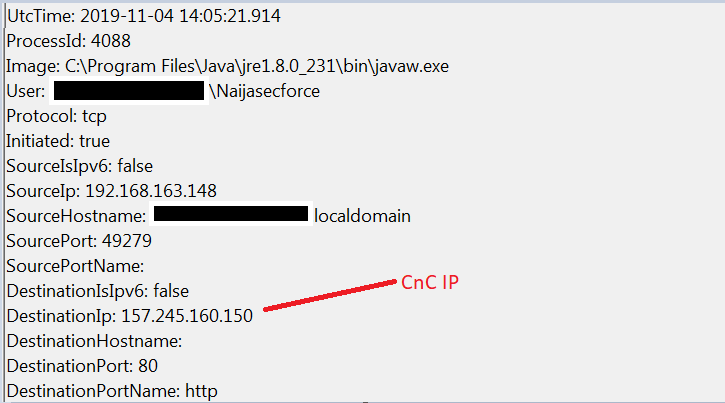 UtcTime: 2019-11-04 14:05:21.914
ProcessId: 4088
Image: C:\Program Files\Java\jre1.8.0_231\bin\javaw.exe
User: \Naijasecforce
Protocol: tcp
Initiated: true
SourceIsIpv6: false
SourceIp: 192.168.163.148
SourceHostname: localdomain
SourcePort: 49279
SourcePortName:
DestinationIsIpv6: false
CnC IP
DestinationIp: 157.245.160.150
DestinationHostname:
DestinationPort: 80
DestinationPortName: http